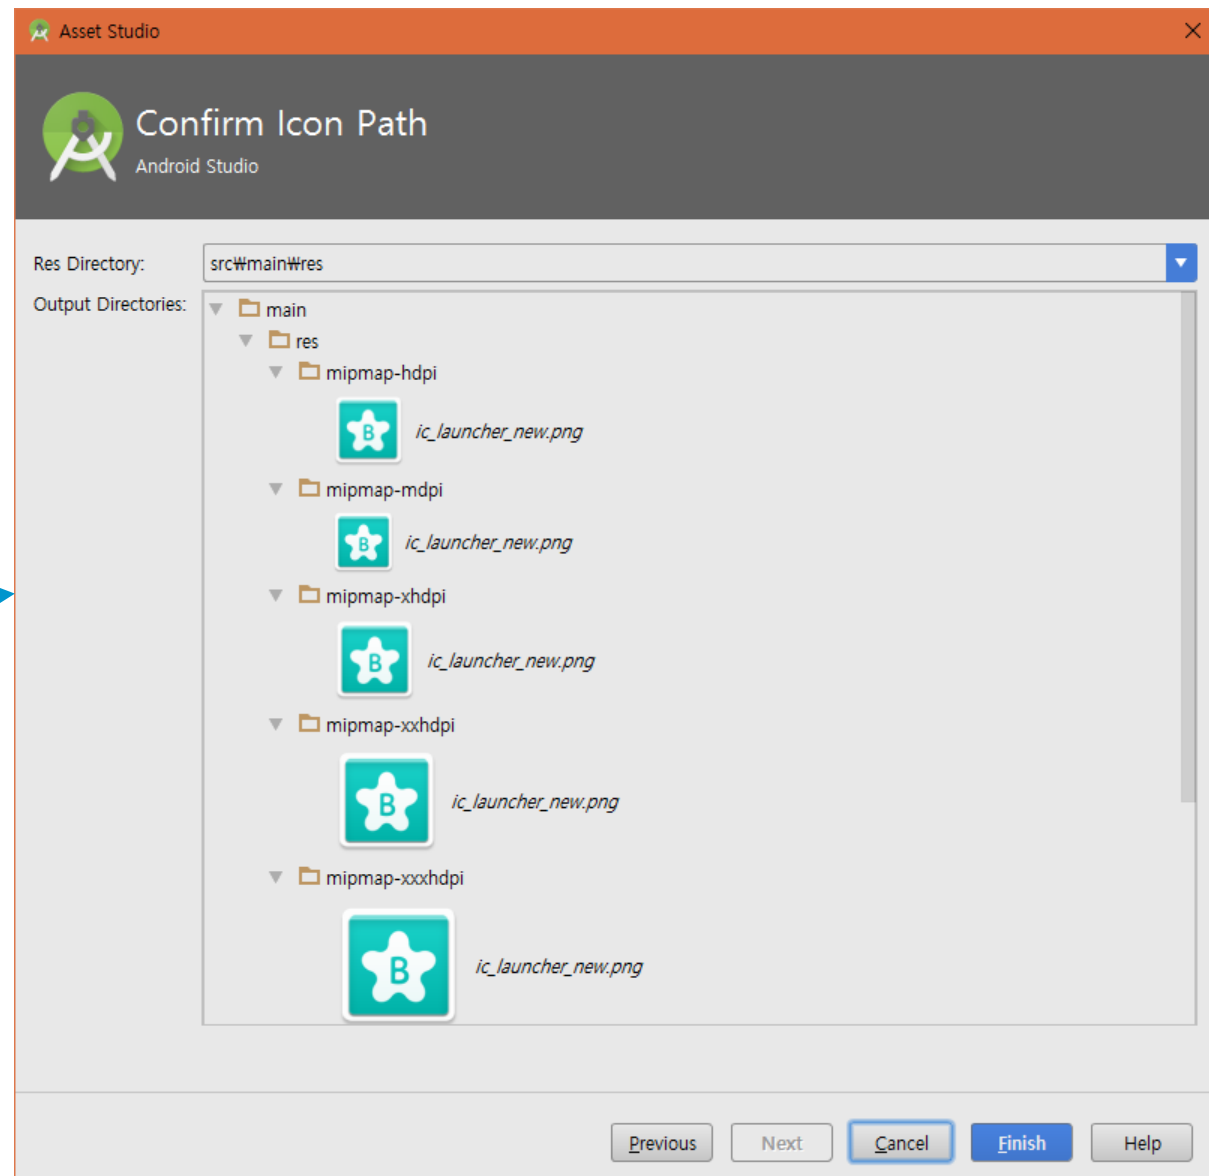 Asset Studio
Confirm Icon Path
Android Studio
Res Directory: src₩main₩res
Output Directories:
main
res
mipmap-hdpi
B
ic_launcher_new.png
mipmap-mdpi
B
ic_launcher_new.png
mipmap-xhdpi
B
ic_launcher_new.png
mipmap-xxhdpi
B
ic_launcher_new.png
mipmap-xxxhdpi
B
ic_launcher_new.png
Previous Next Cancel Finish Help